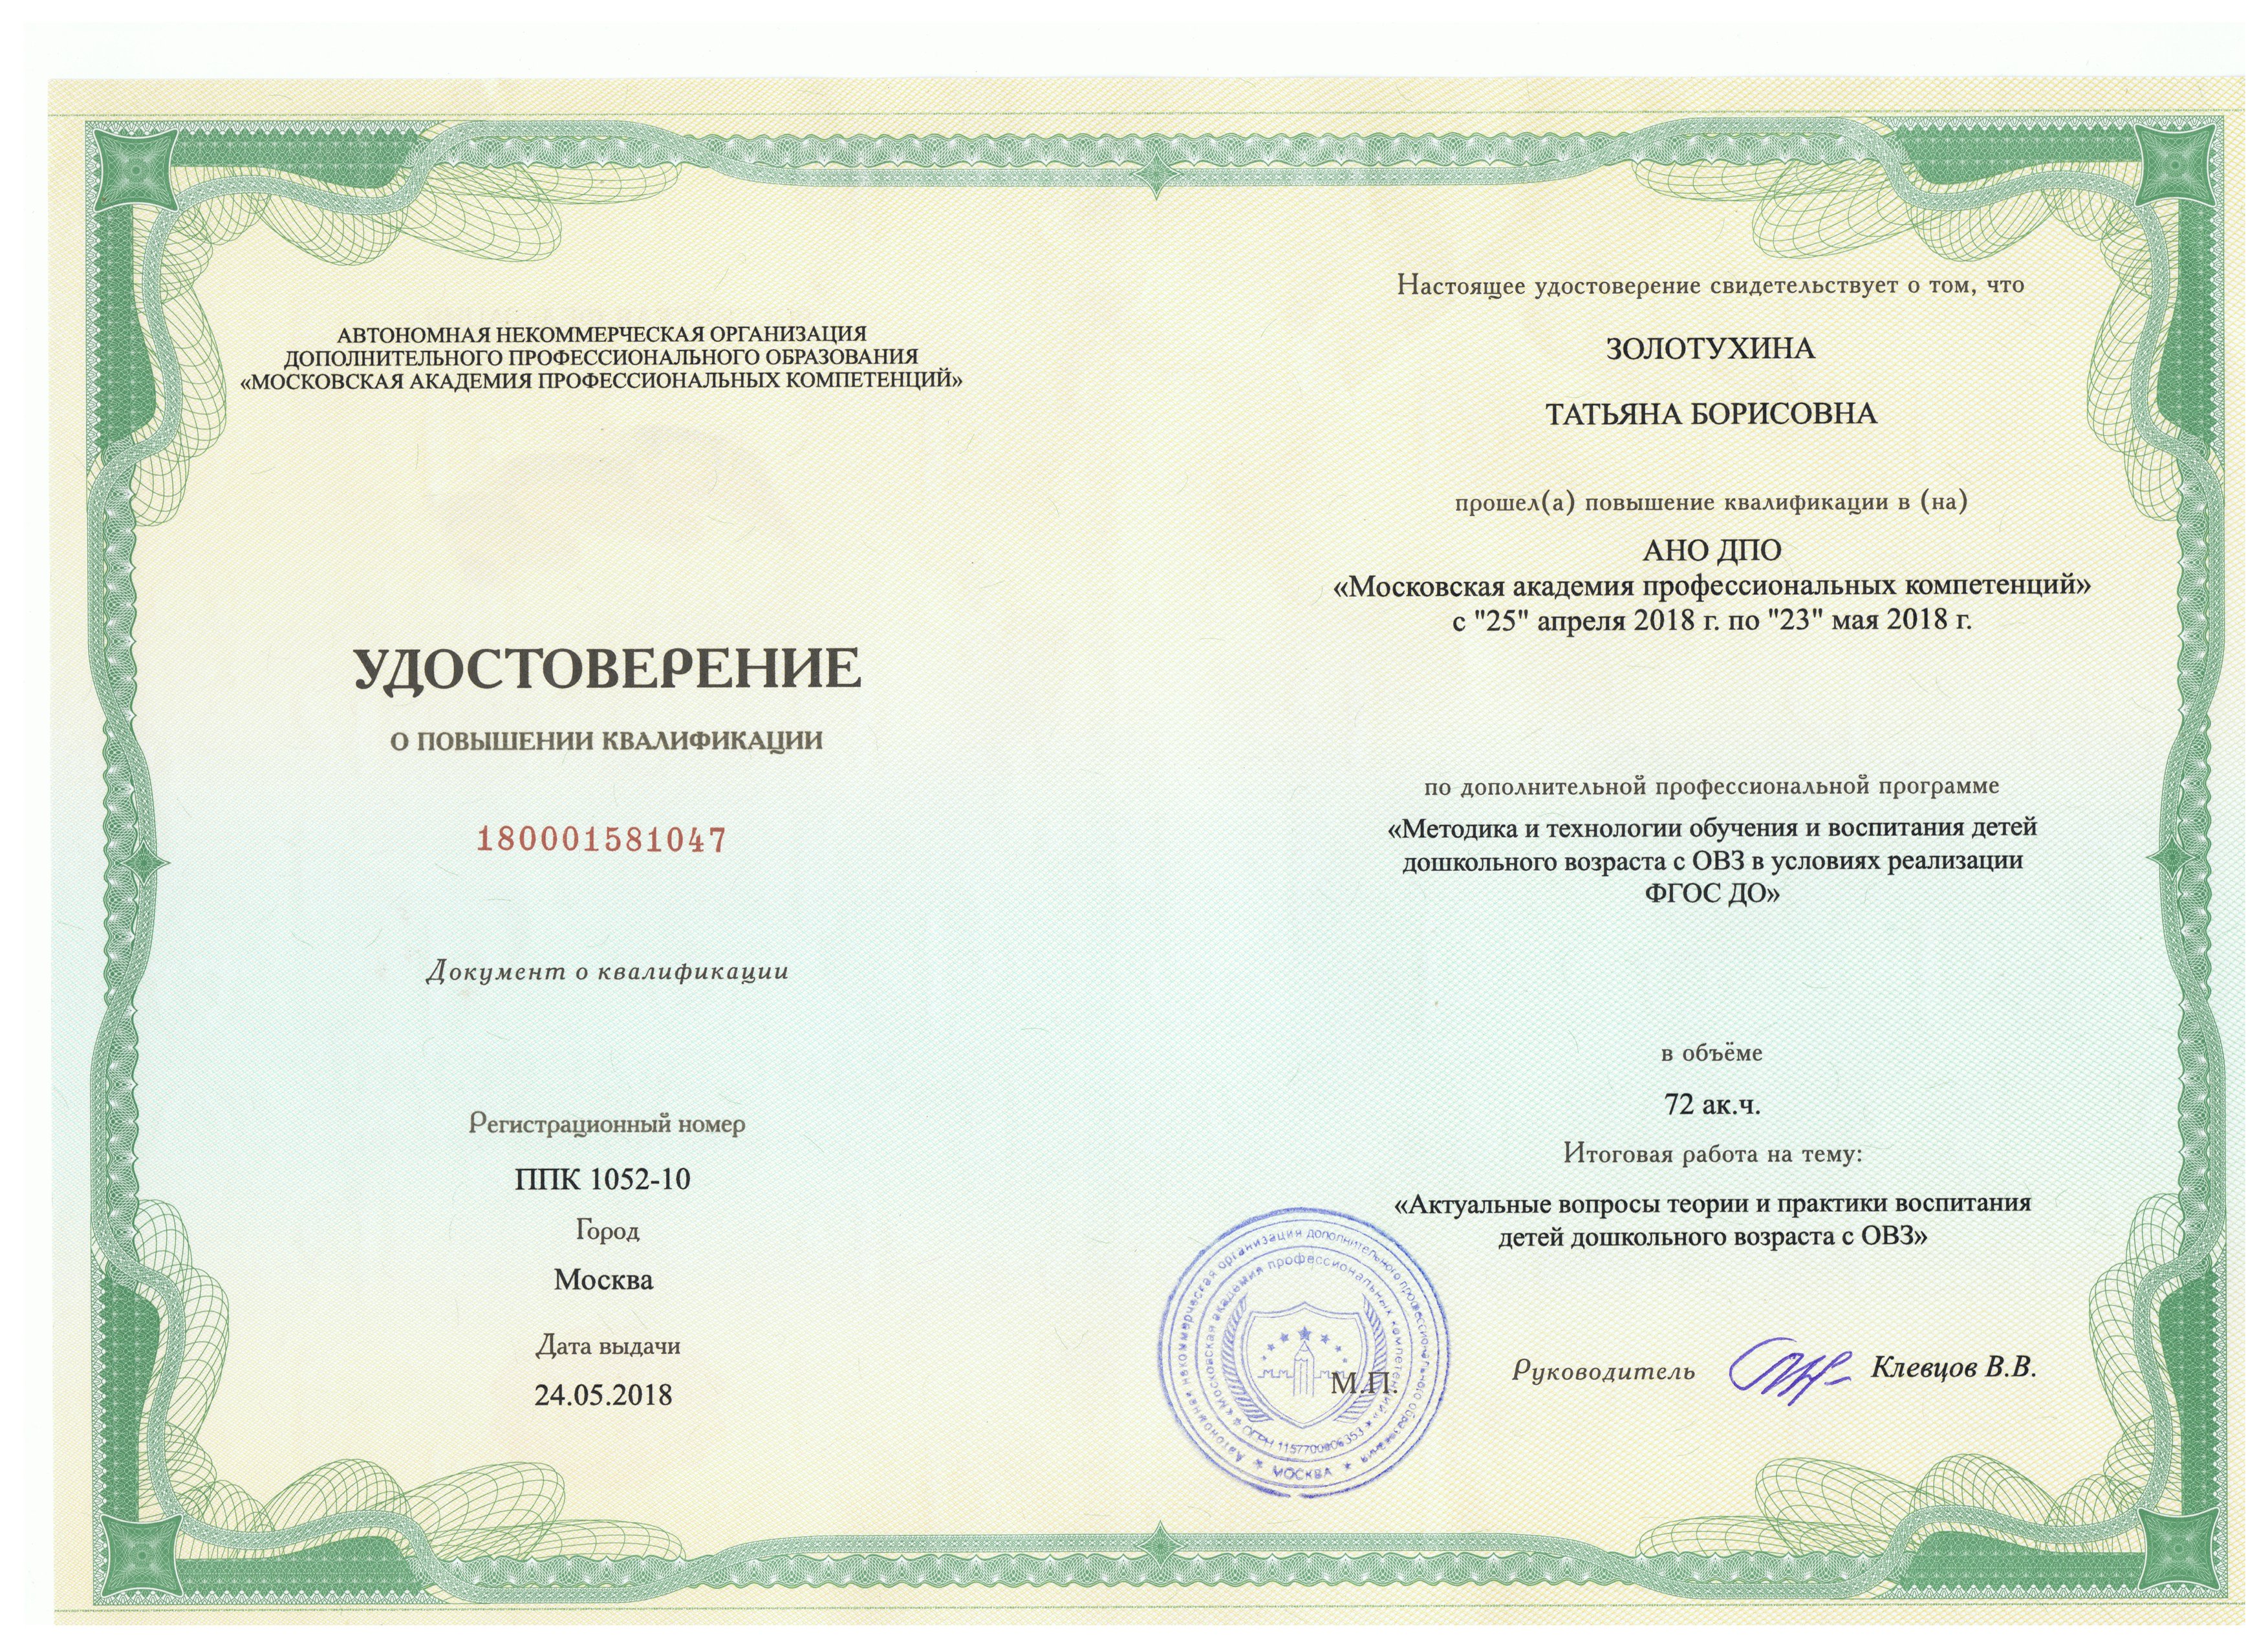 АВТОНОМНАЯ НЕКОММЕРЧЕСКАЯ ОРГАНИЗАЦИЯ
ДОПОЛНИТЕЛЬНОГО ПРОФЕССИОНАЛЬНОГО ОБРАЗОВАНИЯ
«МОСКОВСКАЯ АКАДЕМИЯ ПРОФЕССИОНАЛЬНЫХ КОМПЕТЕНЦИЙ»
УДОСТОВЕРЕНИЕ
О ПОВЫШЕНИИ КВАЛИФИКАЦИИ
180001581047
Документ о квалификации
Регистрационный номер
ППК 1052-10
Город
Москва
Дата выдачи
24.05.2018
Настоящее удостоверение свидетельствует о том, что
ЗОЛОТУХИНА
ТАТЬЯНА БОРИСОВНА
прошел(а) повышение квалификации в (на)
АНО ДПО
«Московская академия профессиональных компетенций»
с "25" апреля 2018 г. по "23" мая 2018 г.
по дополнительной профессиональной программе
«Методика и технологии обучения и воспитания детей
дошкольного возраста с ОВЗ в условиях реализации
ФГОС ДО»
в объёме
72 ак.ч.
Итоговая работа на тему:
«Актуальные вопросы теории и практики воспитания
детей дошкольного возраста с ОВЗ»
Руководитель Клевцов В.В.
М.П.
Автономная некоммерческая организация дополнительного профессионального образования
МОСКВА
«Московская академия профессиональных компетенций»
ОГРН